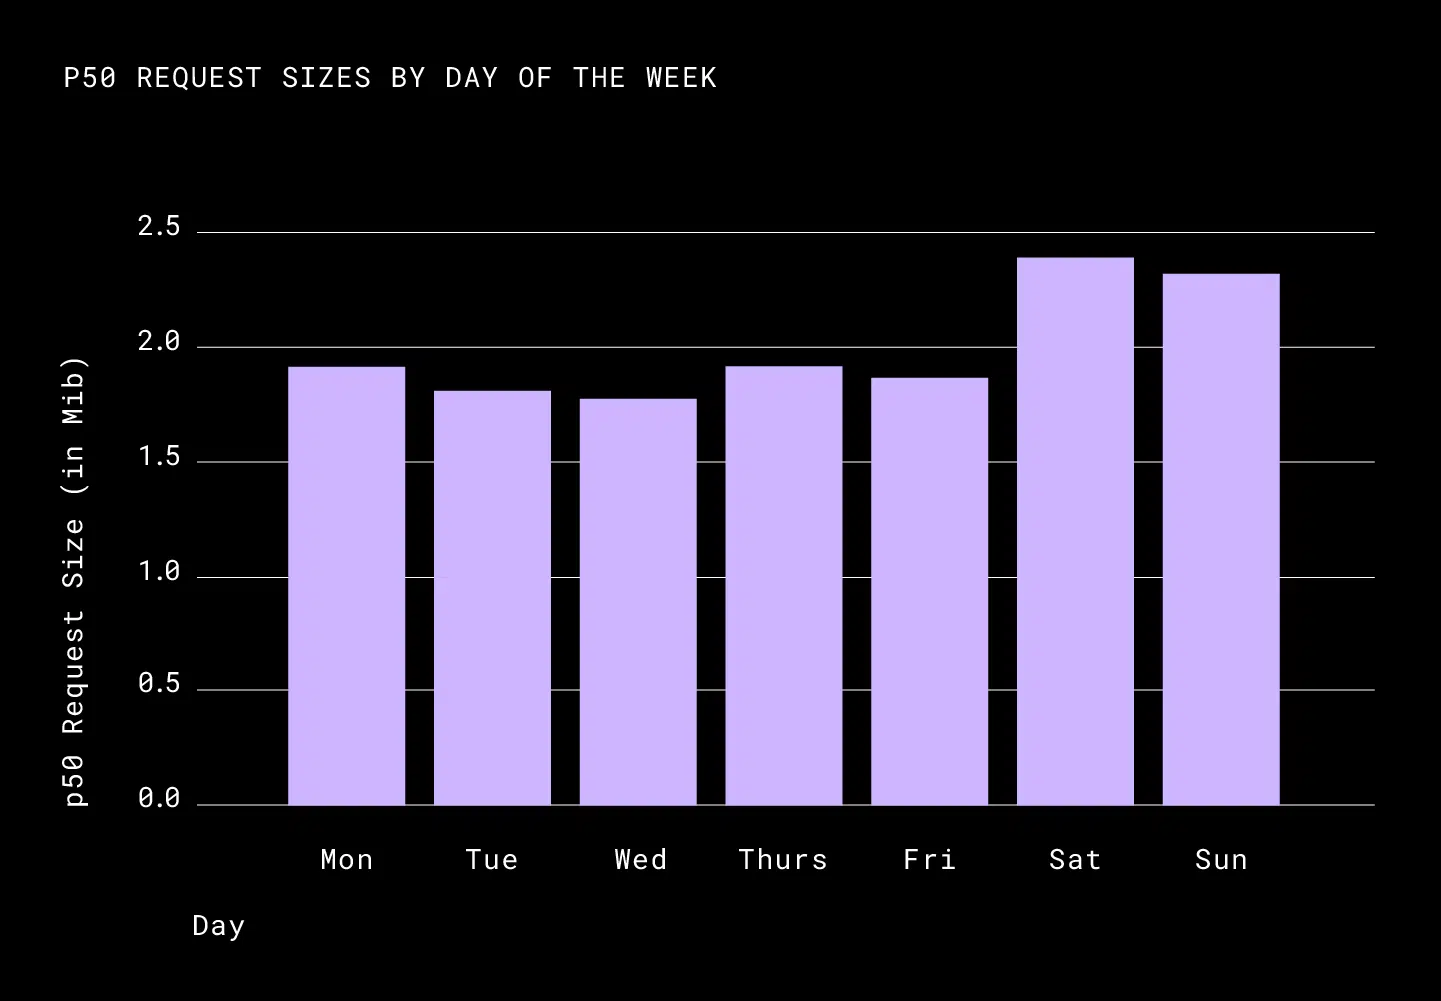 P50 REQUEST SIZES BY DAY OF THE WEEK
p50 Request Size (in Mib)
2.5
2.0
1.5
1.0
0.5
0.0
Mon Tue Wed Thurs Fri Sat Sun
Day